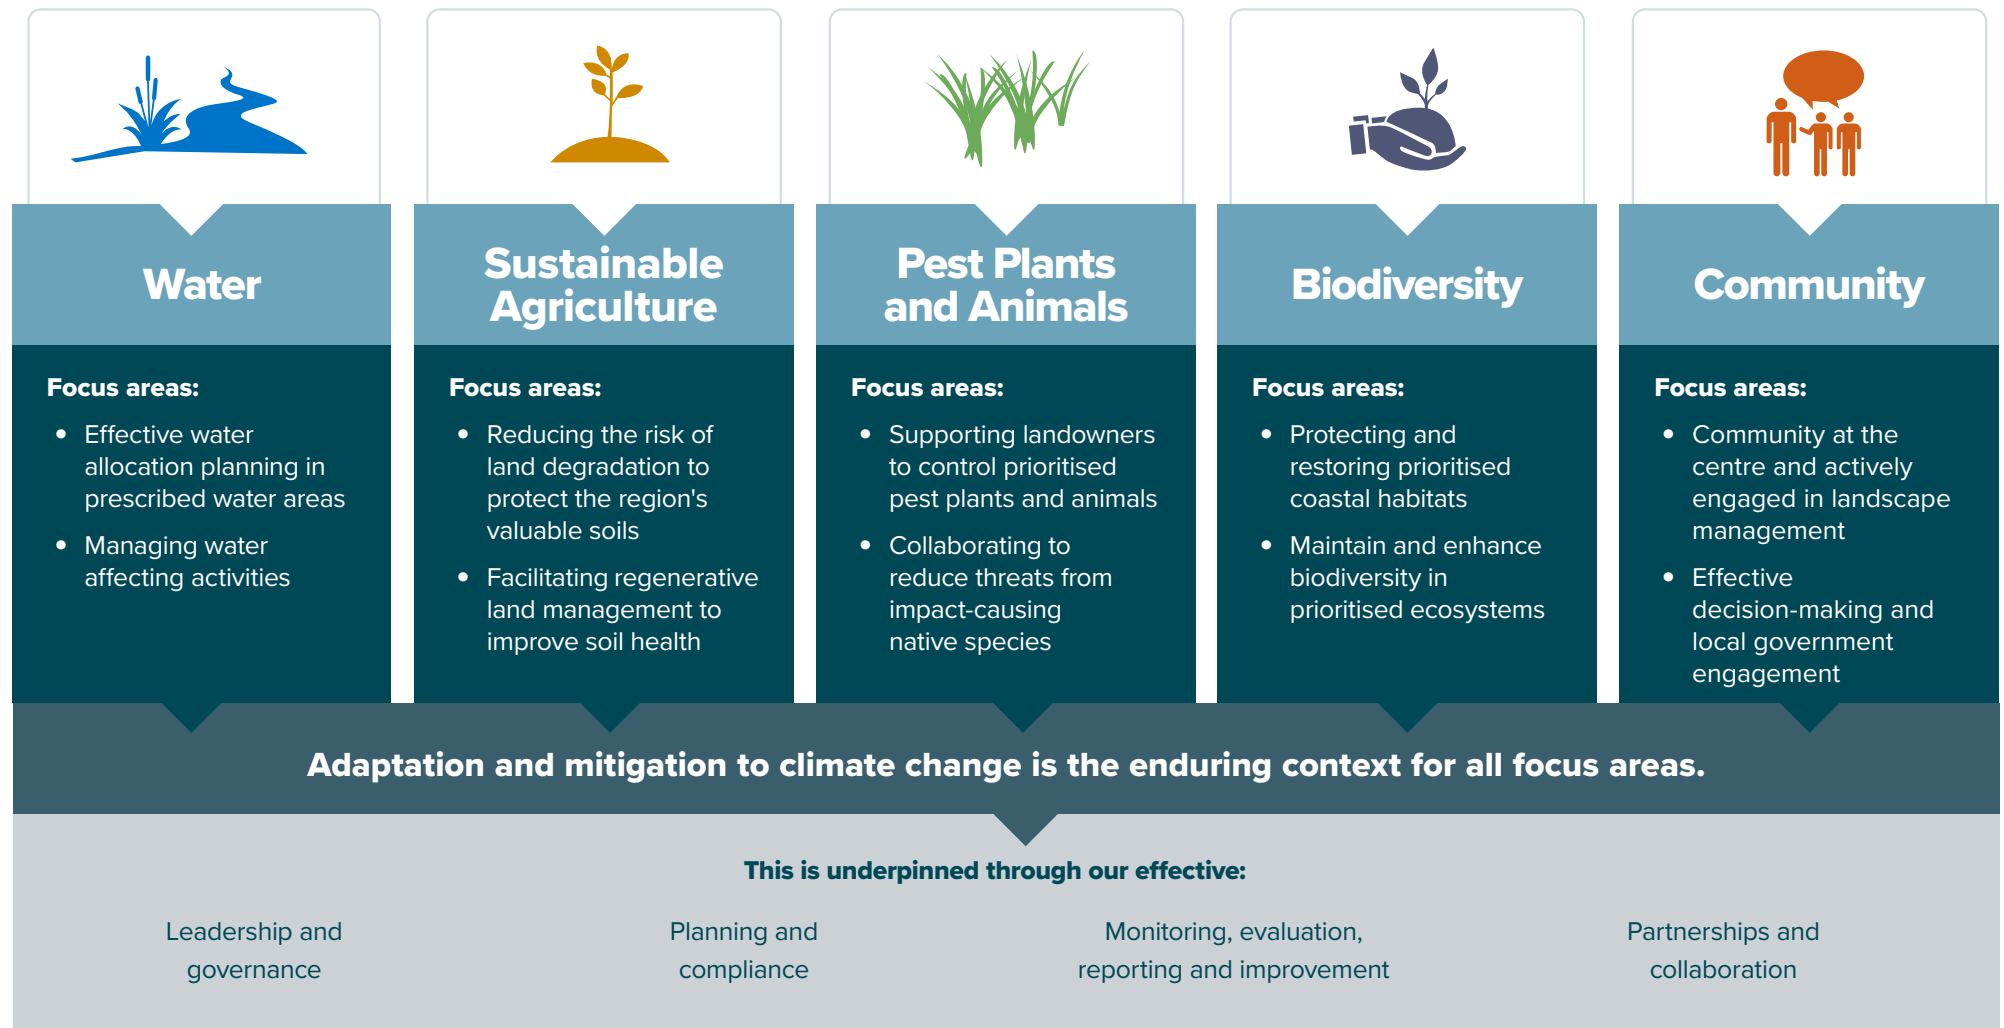 Water
Focus areas:
Effective water
allocation planning in
prescribed water areas
Managing water
affecting activities
Sustainable
Agriculture
Focus areas:
Reducing the risk of
land degradation to
protect the region's
valuable soils
Facilitating regenerative
land management to
improve soil health
Pest Plants
and Animals
Focus areas:
Supporting landowners
to control prioritised
pest plants and animals
Collaborating to
reduce threats from
impact-causing
native species
Biodiversity
Focus areas:
Protecting and
restoring prioritised
coastal habitats
Maintain and enhance
biodiversity in
prioritised ecosystems
Community
Focus areas:
Community at the
centre and actively
engaged in landscape
management
Effective
decision-making and
local government
engagement
Adaptation and mitigation to climate change is the enduring context for all focus areas.
This is underpinned through our effective:
Leadership and
governance
Planning and
compliance
Monitoring, evaluation,
reporting and improvement
Partnerships and
collaboration